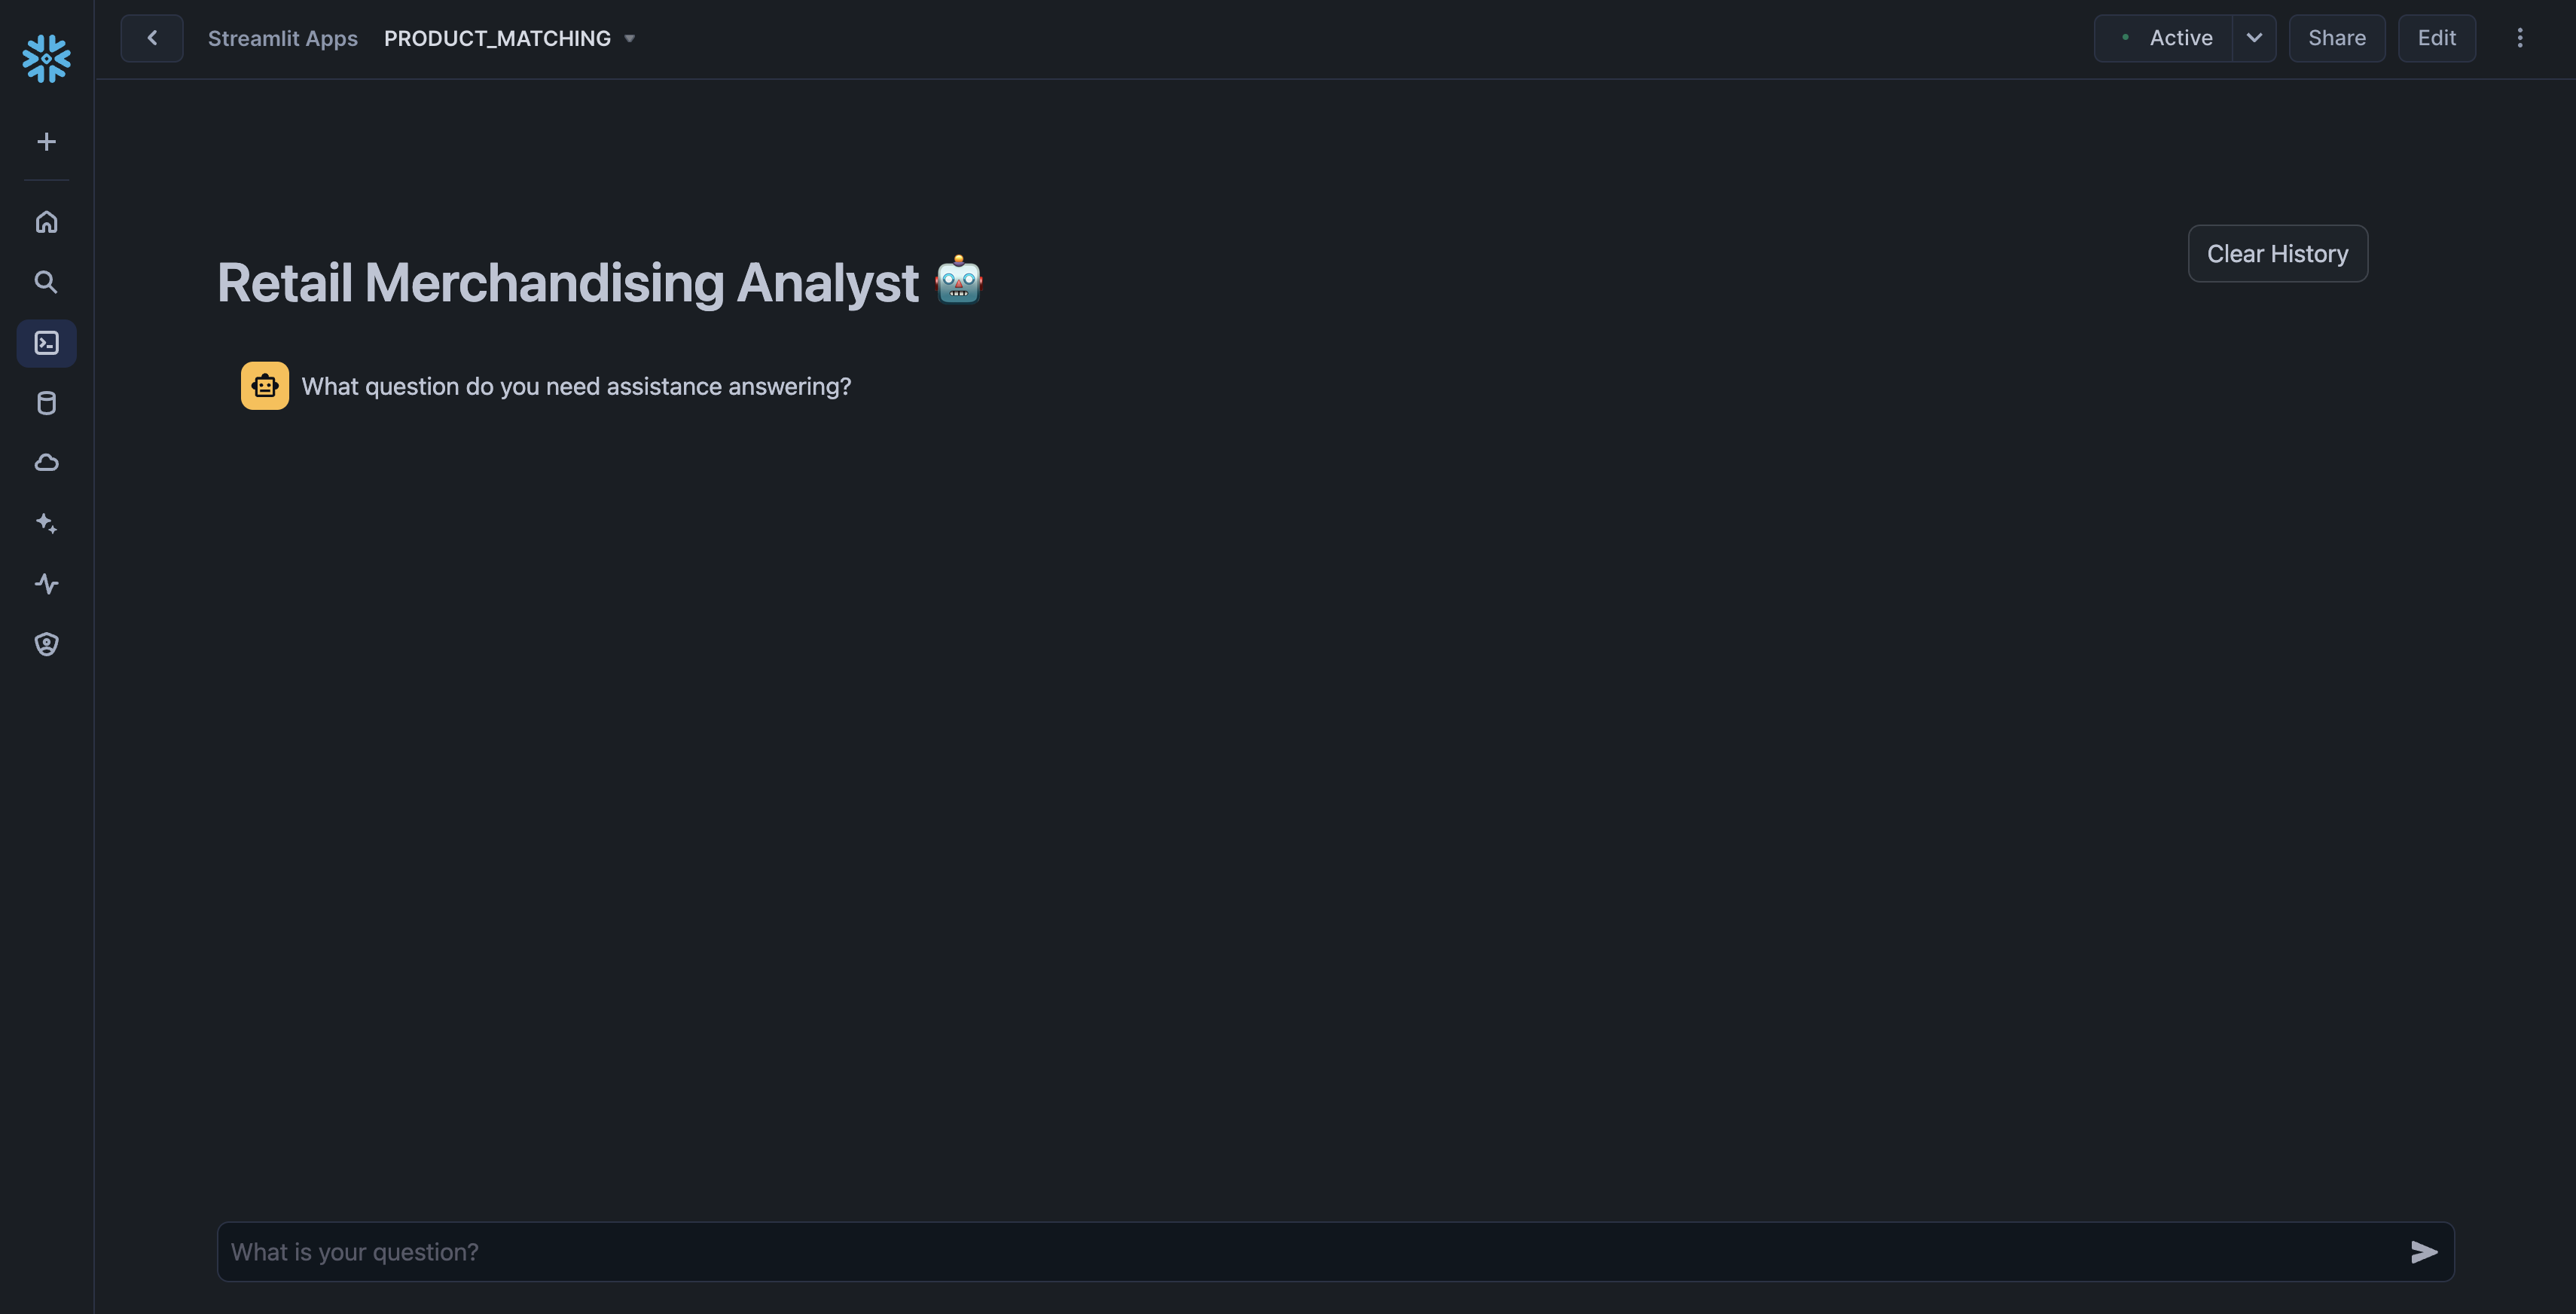 Streamlit Apps PRODUCT_MATCHING
Active Share Edit
Clear History
Retail Merchandising Analyst
What question do you need assistance answering?
What is your question?